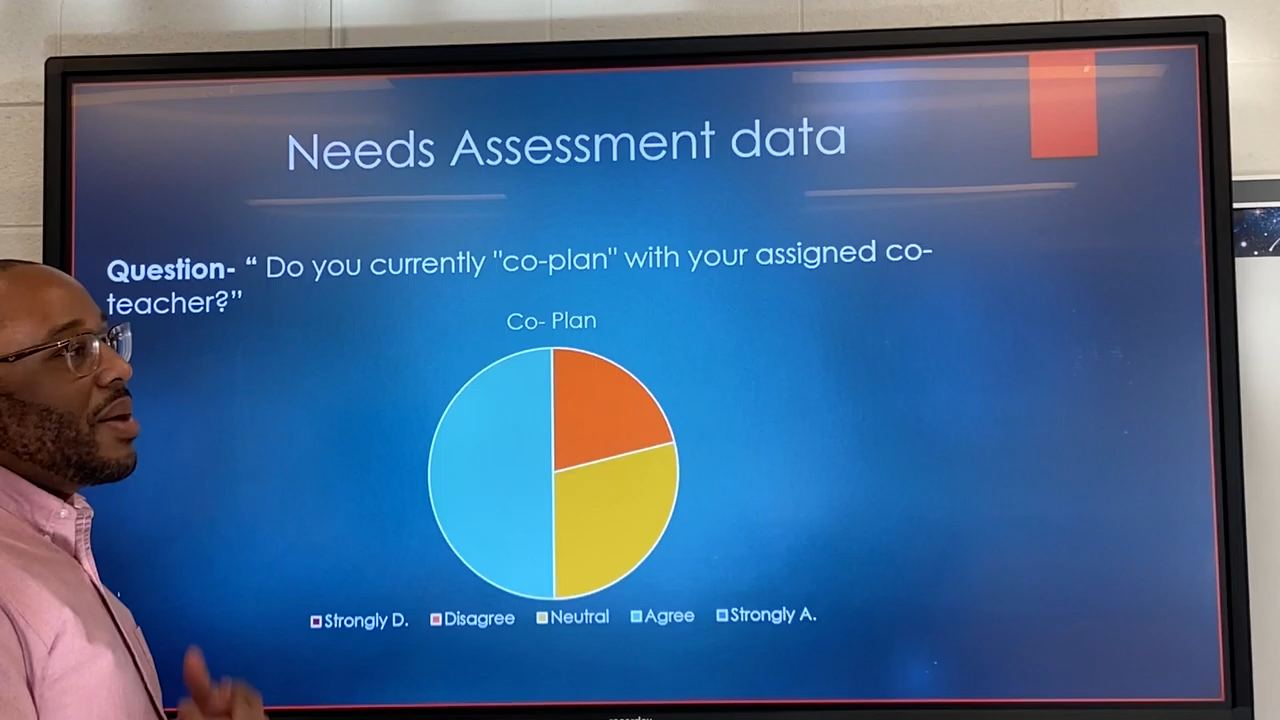 Needs Assessment data
Question- “ Do you currently "co-plan" with your assigned co-
teacher?”
Co- Plan
Strongly D. Disagree Neutral Agree Strongly A.